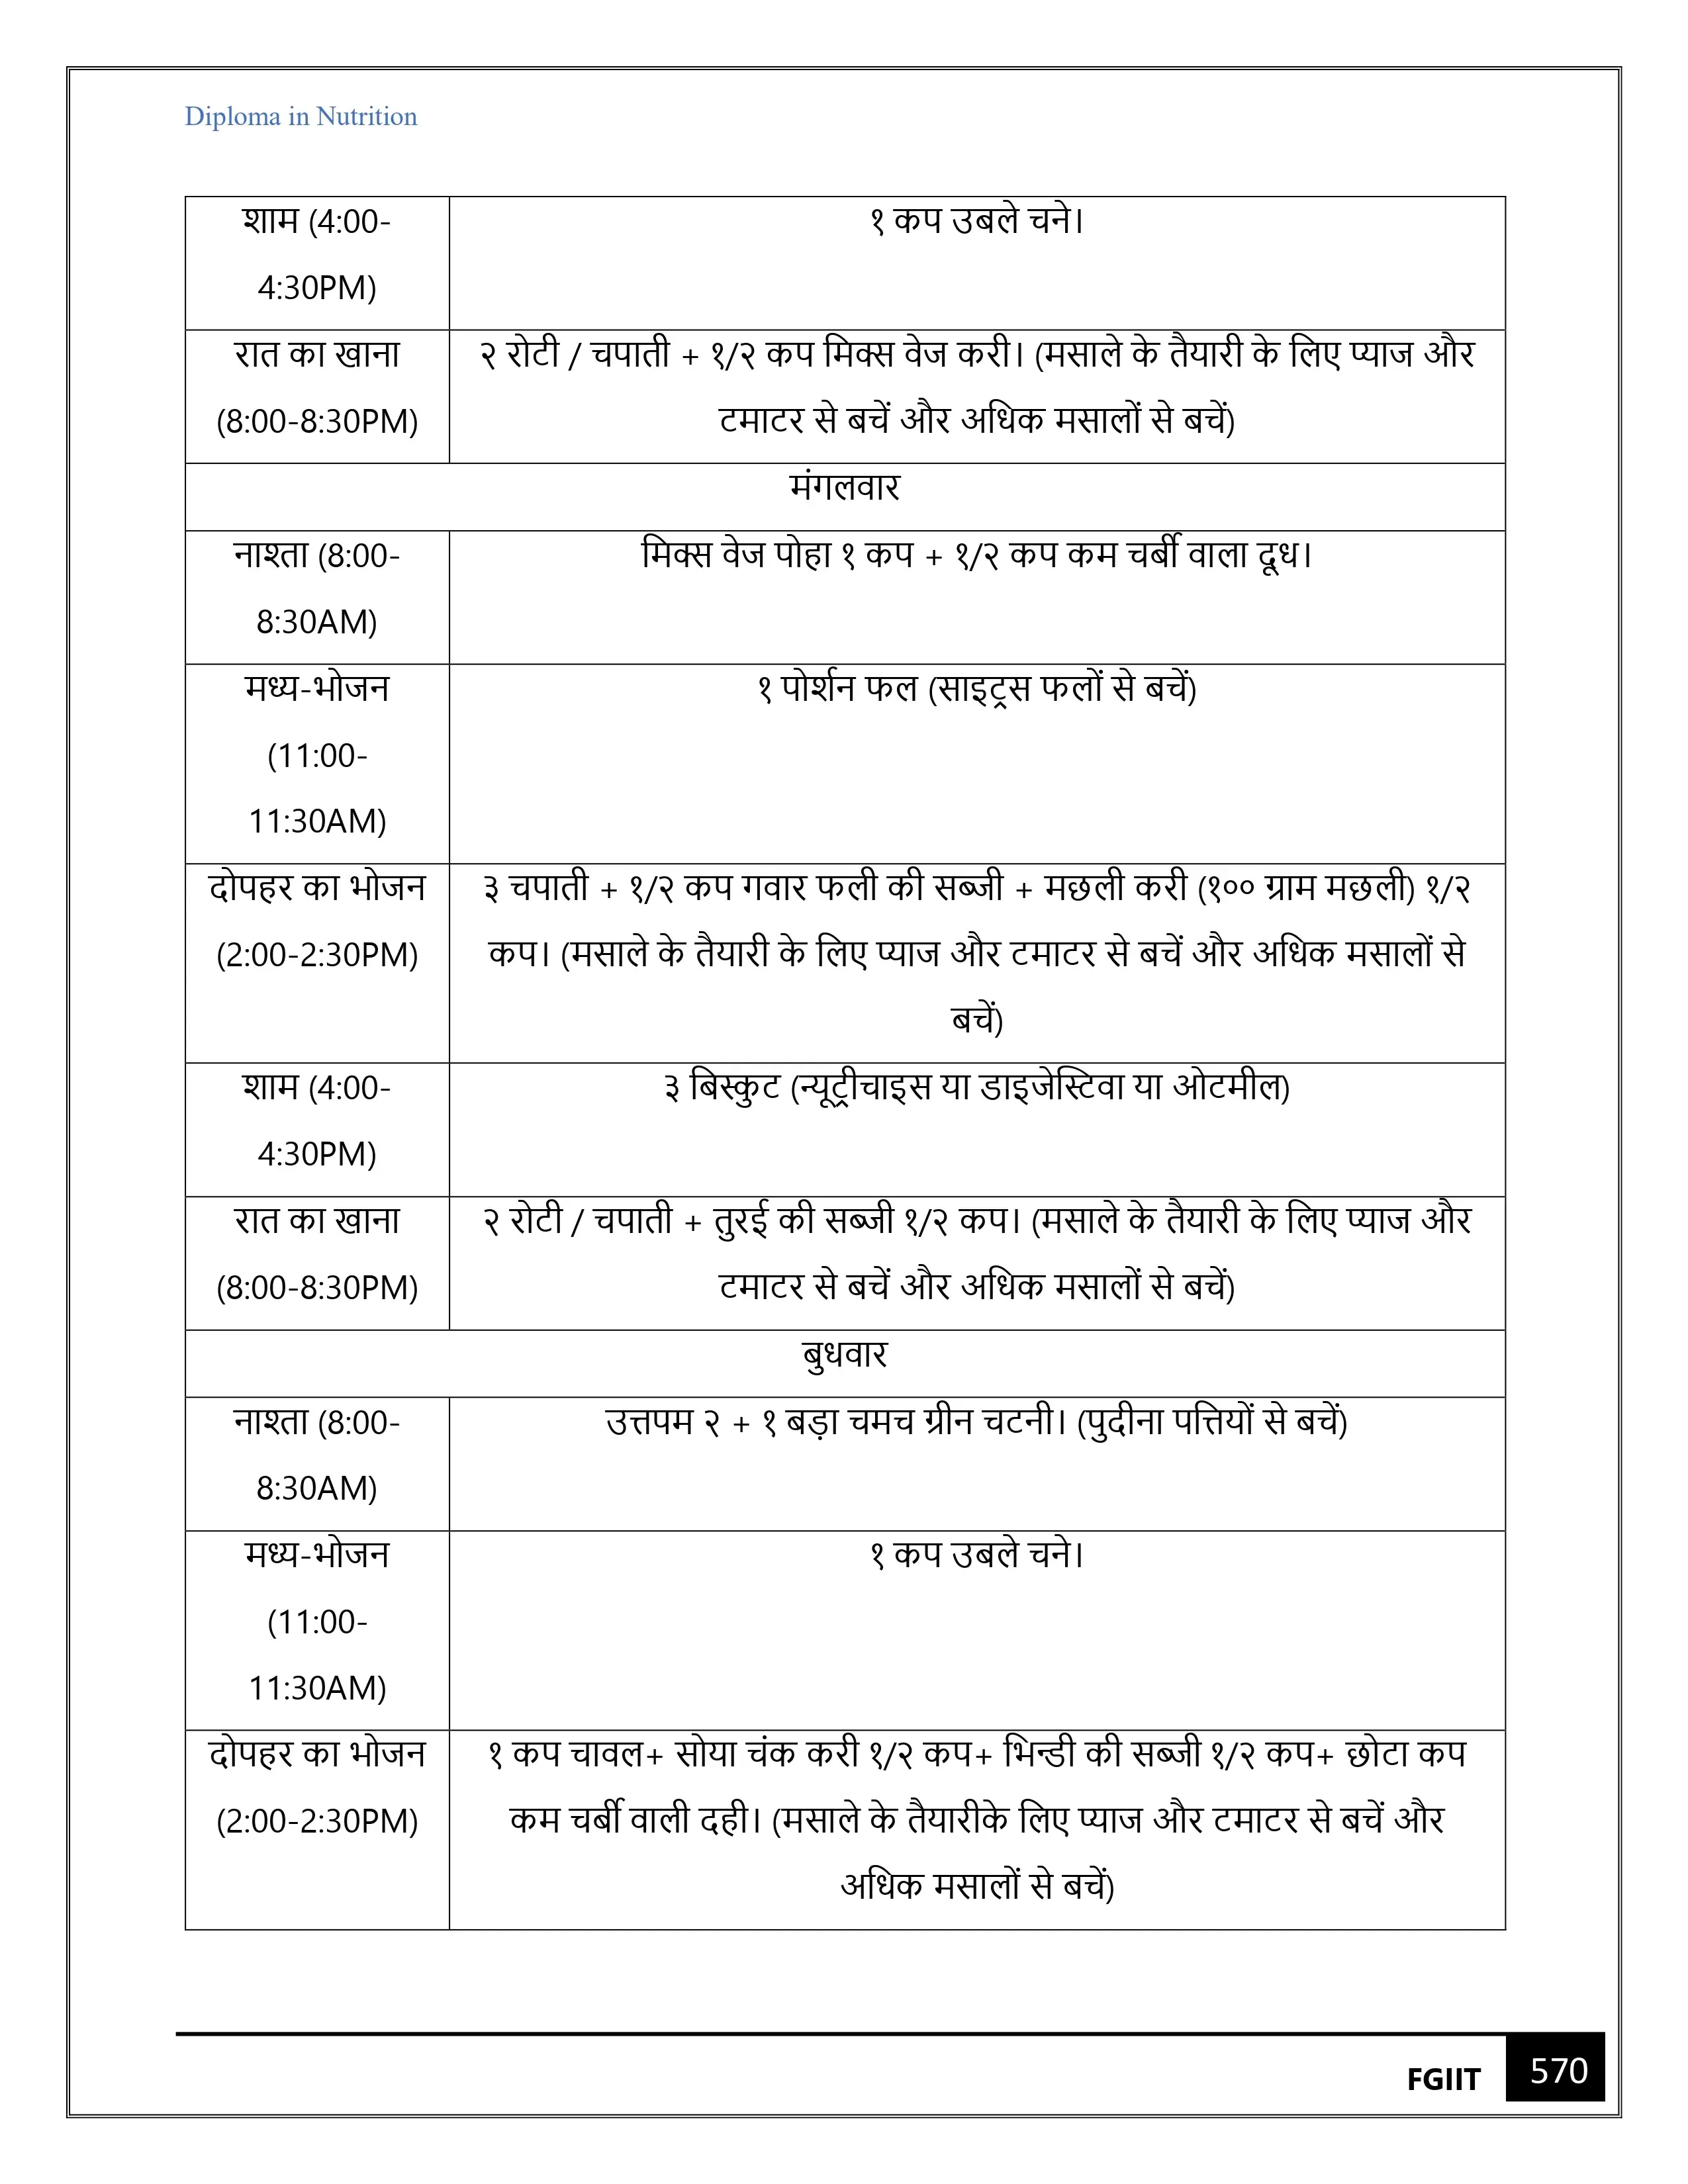 Diploma in Nutrition
शाम (4:00-
4:30PM)
१ कप उबले चने।
रात का खाना
(8:00-8:30PM)
२ रोटी / चपाती + १/२ कप मिक्स वेज करी। (मसाले के तैयारी के लिए प्याज और
टमाटर से बचें और अधिक मसालों से बचें)
मंगलवार
नाश्ता (8:00-
8:30AM)
मिक्स वेज पोहा १ कप + १/२ कप कम चर्बी वाला दूध।
मध्य-भोजन
(11:00-
11:30AM)
१ पोर्शन फल (साइट्रस फलों से बचें)
दोपहर का भोजन
(2:00-2:30PM)
३ चपाती + १/२ कप गवार फली की सब्जी + मछली करी (१०० ग्राम मछली) १/२
कप। (मसाले के तैयारी के लिए प्याज और टमाटर से बचें और अधिक मसालों से
बचें)
शाम (4:00-
4:30PM)
३ बिस्कुट (न्यूट्रीचाइस या डाइजेस्टिवा या ओटमील)
रात का खाना
(8:00-8:30PM)
२ रोटी / चपाती + तुरई की सब्जी १/२ कप। (मसाले के तैयारी के लिए प्याज और
टमाटर से बचें और अधिक मसालों से बचें)
बुधवार
नाश्ता (8:00-
8:30AM)
उत्तपम २ + १ बड़ा चमच ग्रीन चटनी। (पुदीना पत्तियों से बचें)
मध्य-भोजन
(11:00-
11:30AM)
१ कप उबले चने।
दोपहर का भोजन
(2:00-2:30PM)
१ कप चावल+ सोया चंक करी १/२ कप+ भिन्डी की सब्जी १/२ कप+ छोटा कप
कम चर्बी वाली दही। (मसाले के तैयारीके लिए प्याज और टमाटर से बचें और
अधिक मसालों से बचें)
FGIIT 570